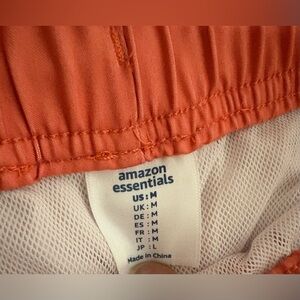 amazon
essentials
US: M
UK: M
DE: M
ES: M
FR: M
IT : M
JP : L
Made in China